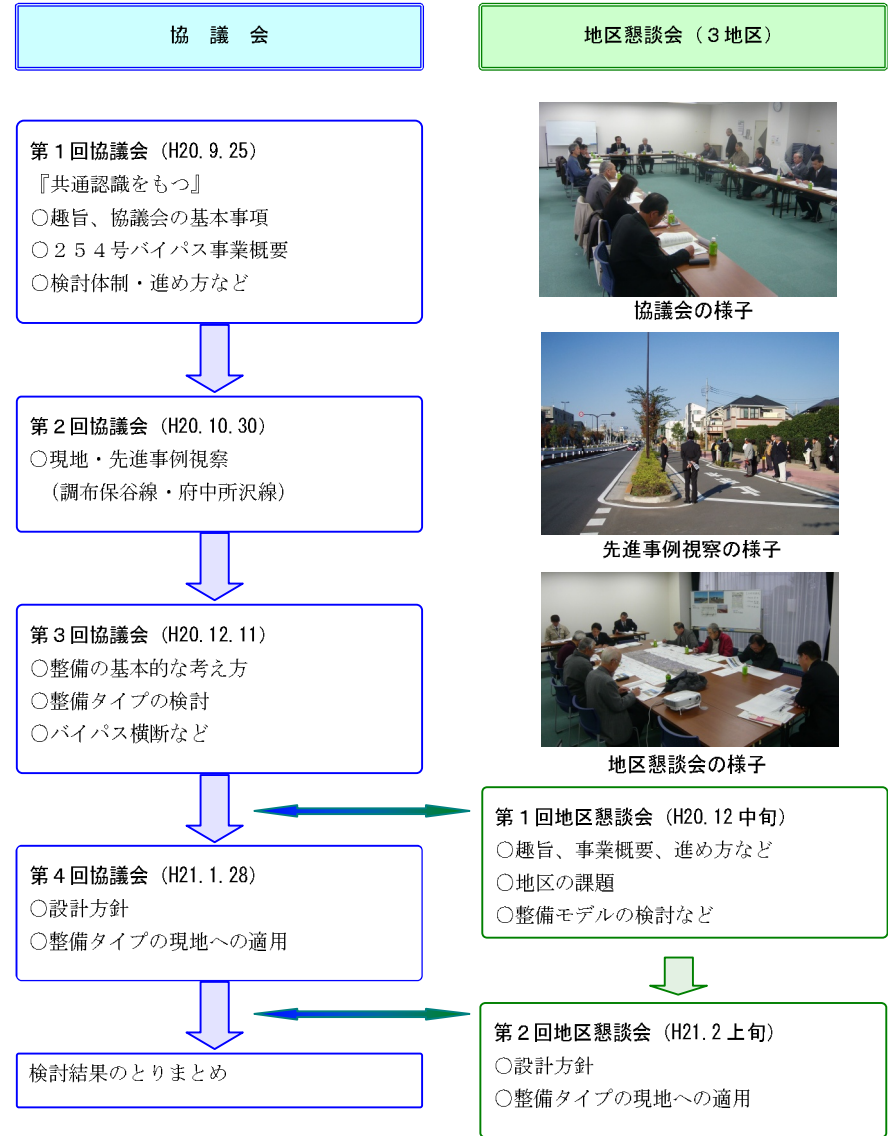 協 議 会
地区懇談会（３地区）
第１回協議会（H20.9.25）
『共通認識をもつ』
○趣旨、協議会の基本事項
○２５４号バイパス事業概要
○検討体制・進め方など
協議会の様子
第２回協議会（H20.10.30）
○現地・先進事例視察
（調布保谷線・府中所沢線）
先進事例視察の様子
第３回協議会（H20.12.11）
○整備の基本的な考え方
○整備タイプの検討
○バイパス横断など
地区懇談会の様子
第１回地区懇談会（H20.12中旬）
○趣旨、事業概要、進め方など
○地区の課題
○整備モデルの検討など
第４回協議会（H21.1.28）
○設計方針
○整備タイプの現地への適用
第２回地区懇談会（H21.2上旬）
○設計方針
○整備タイプの現地への適用
検討結果のとりまとめ